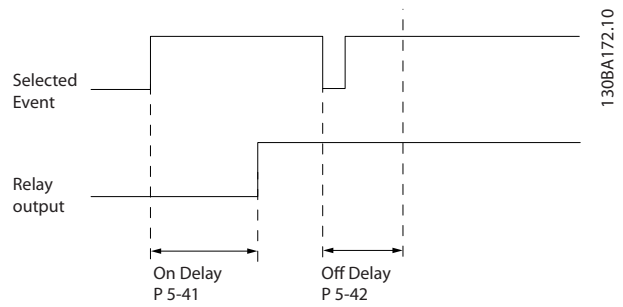 Selected
Event
Relay
output
On Delay
P 5-41
Off Delay
P 5-42
130BA172.10